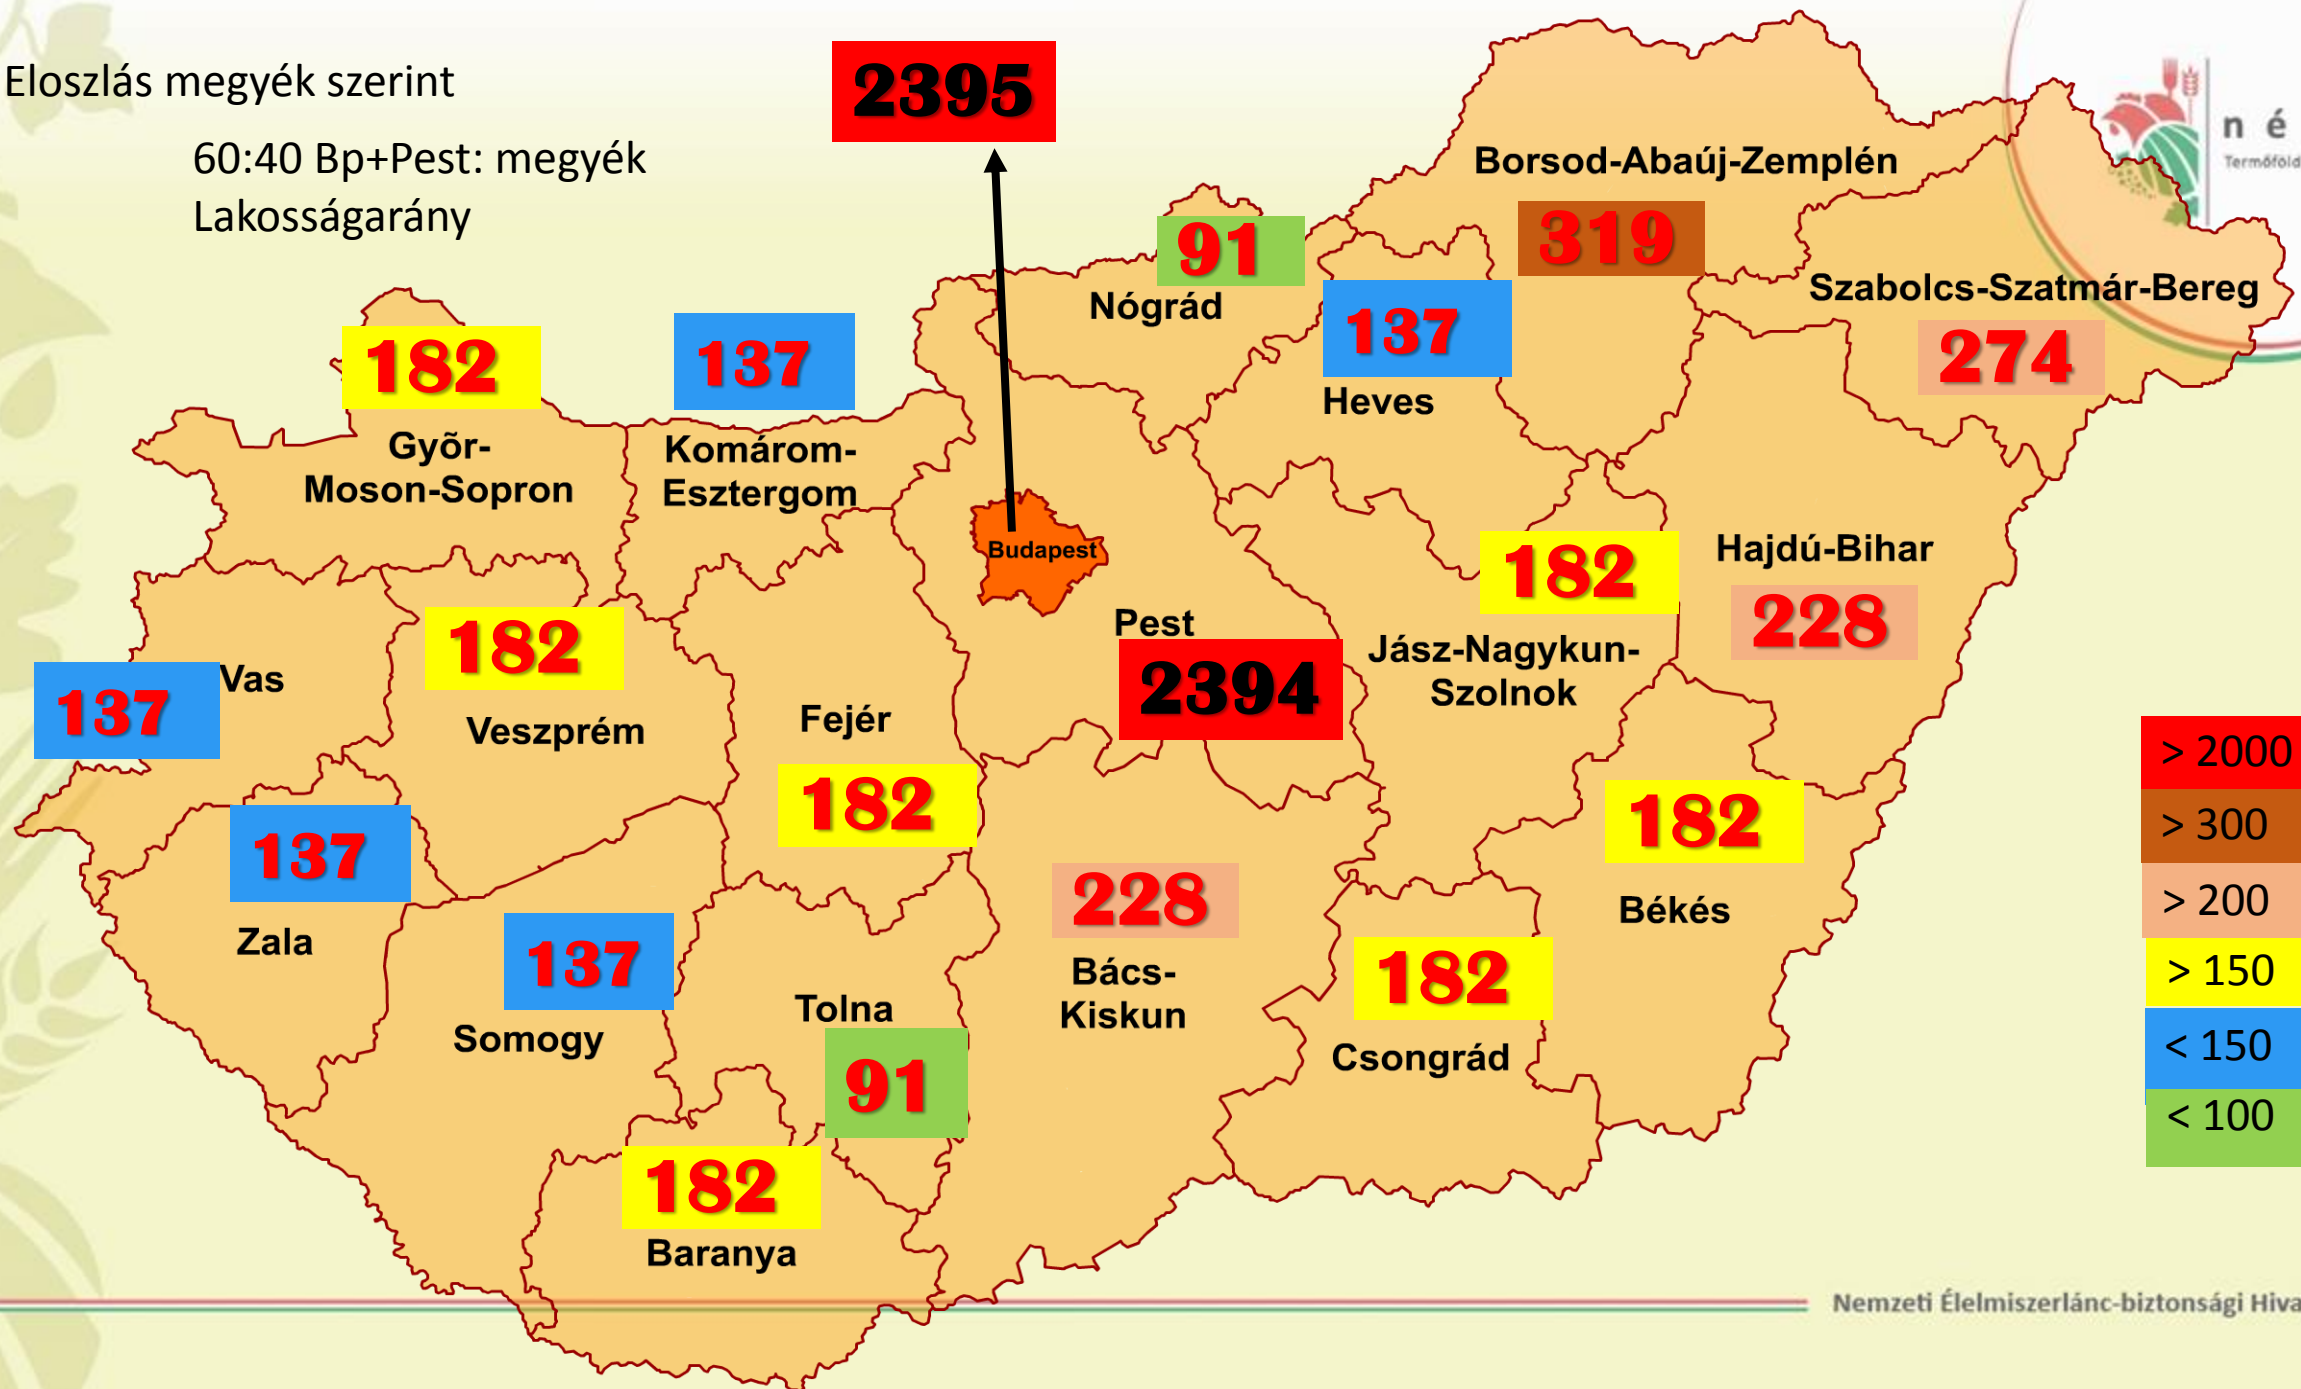 Eloszlás megyék szerint
60:40 Bp+Pest: megyék
Lakosságarány
2395
né
Termőföld
Borsod-Abaúj-Zemplén
319
91
Nógrád
Szabolcs-Szatmár-Bereg
274
182
Győr-
Moson-Sopron
137
Komárom-
Esztergom
137
Heves
Budapest
Pest
2394
182
Jász-Nagykun-
Szolnok
Hajdú-Bihar
228
137
Vas
182
Veszprém
Fejér
182
137
Zala
137
Somogy
Tolna
91
228
Bács-
Kiskun
182
Csongrád
182
Békés
182
Baranya
> 2000
> 300
> 200
> 150
< 150
< 100
Nemzeti Élelmiszerlánc-biztonsági Hiva